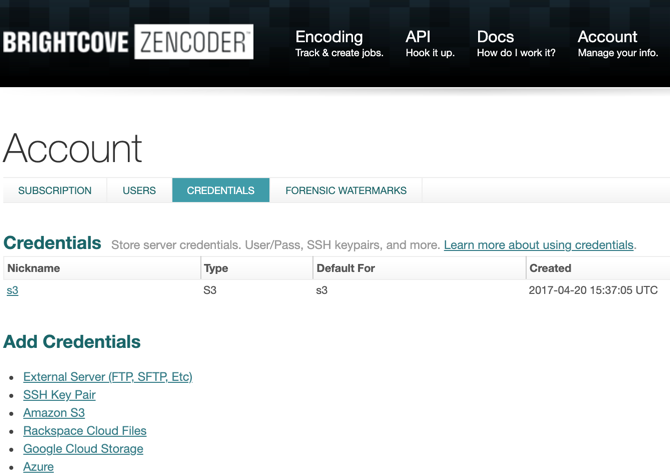 BRIGHTCOVE ZENCODER™
Encoding API Docs Account
Track & create jobs. Hook it up. How do I work it? Manage your info.
Account
SUBSCRIPTION USERS CREDENTIALS FORENSIC WATERMARKS
Credentials Store server credentials. User/Pass, SSH keypairs, and more. Learn more about using credentials.
Nickname Type Default For Created
s3 S3 s3 2017-04-20 15:37:05 UTC
Add Credentials
• External Server (FTP, SFTP, Etc)
• SSH Key Pair
• Amazon S3
• Rackspace Cloud Files
• Google Cloud Storage
• Azure